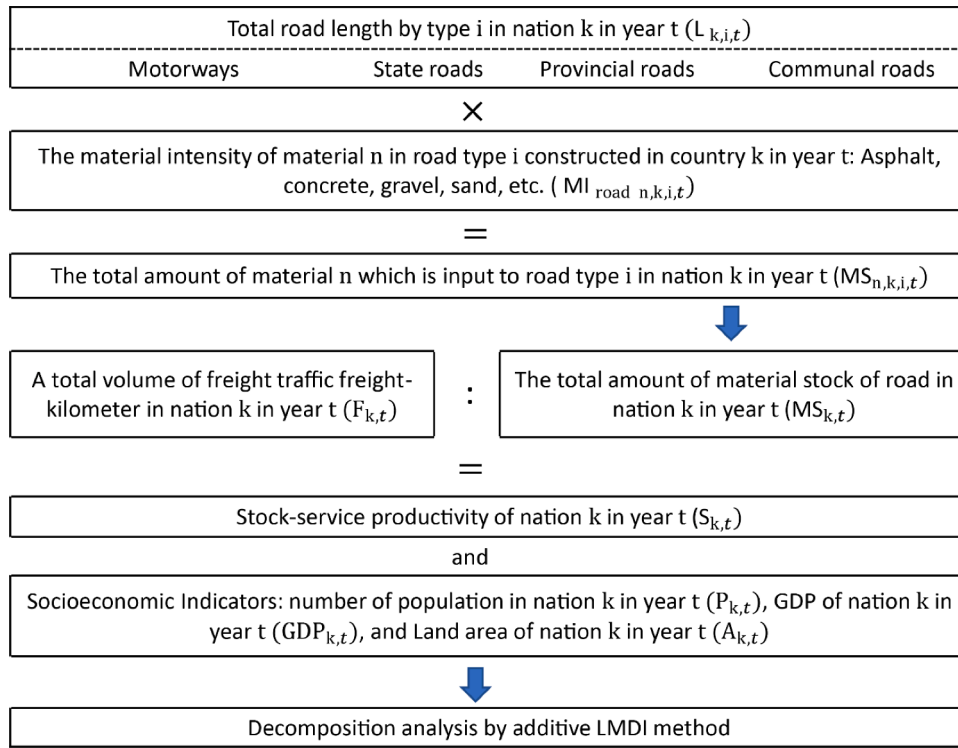 Total road length by type i in nation k in year t (L k,i,t)
Motorways State roads Provincial roads Communal roads
×
The material intensity of material n in road type i constructed in country k in year t: Asphalt,
concrete, gravel, sand, etc. ( MI road n,k,i,t)
=
The total amount of material n which is input to road type i in nation k in year t (MSn,k,i,t)
A total volume of freight traffic freight-
kilometer in nation k in year t (Fk,t)
:
The total amount of material stock of road in
nation k in year t (MSk,t)
=
Stock-service productivity of nation k in year t (Sk,t)
and
Socioeconomic Indicators: number of population in nation k in year t (Pk,t), GDP of nation k in
year t (GDPk,t), and Land area of nation k in year t (Ak,t)
Decomposition analysis by additive LMDI method